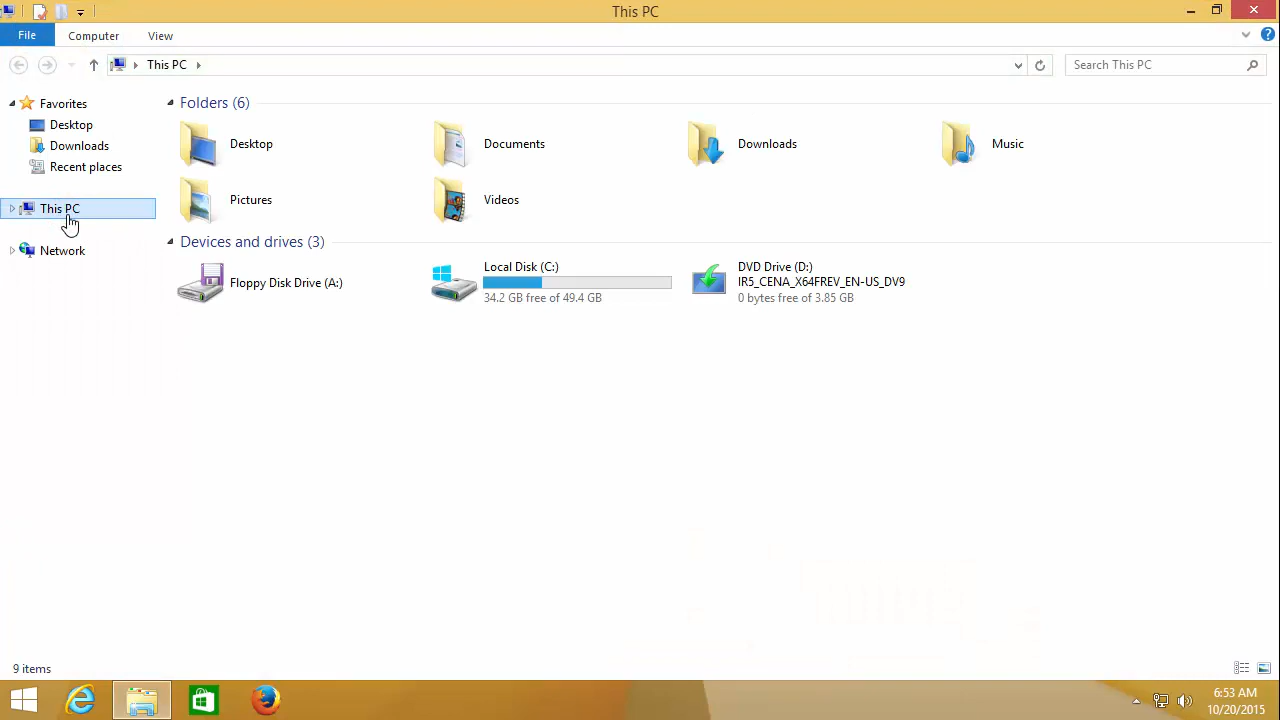 This PC
File
Computer
View
This PC
Search This PC
Favorites
Desktop
Downloads
Recent places
This PC
Network
Folders (6)
Desktop
Documents
Downloads
Music
Pictures
Videos
Devices and drives (3)
Floppy Disk Drive (A:)
Local Disk (C:)
34.2 GB free of 49.4 GB
DVD Drive (D:)
IR5_CENA_X64FREV_EN-US_DV9
0 bytes free of 3.85 GB
9 items
6:53 AM
10/20/2015